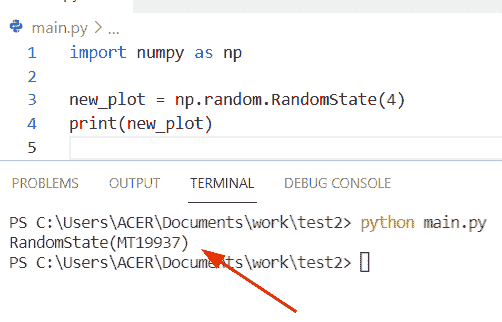 main.py > ...
1 import numpy as np
2
3 new_plot = np.random.RandomState(4)
4 print(new_plot)
5
PROBLEMS OUTPUT TERMINAL DEBUG CONSOLE
PS C:\Users\ACER\Documents\work\test2> python main.py
RandomState(MT19937)
PS C:\Users\ACER\Documents\work\test2>